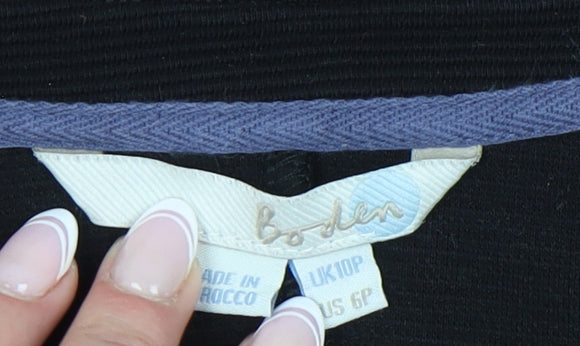 Boden
ADE IN
ROCCO
UK10P
US 6P